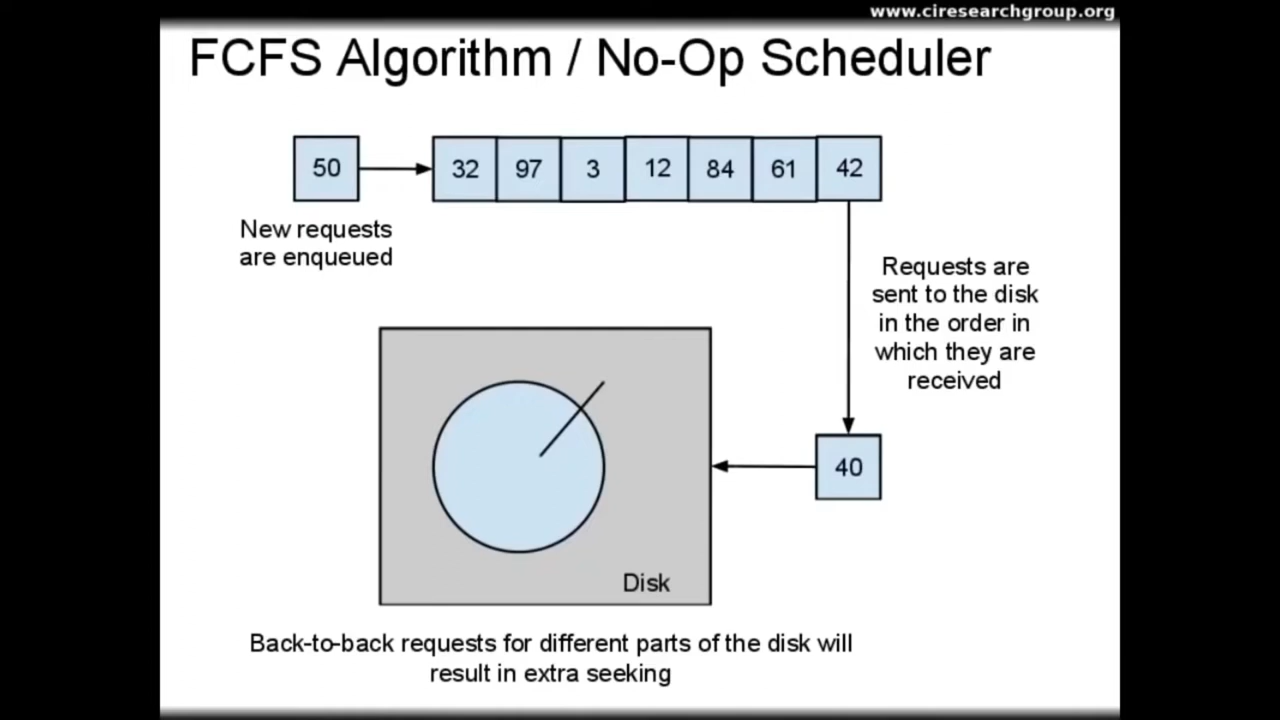 www.ciresearchgroup.org
FCFS Algorithm / No-Op Scheduler
50
32 97 3 12 84 61 42
New requests
are enqueued
Requests are
sent to the disk
in the order in
which they are
received
40
Disk
Back-to-back requests for different parts of the disk will
result in extra seeking